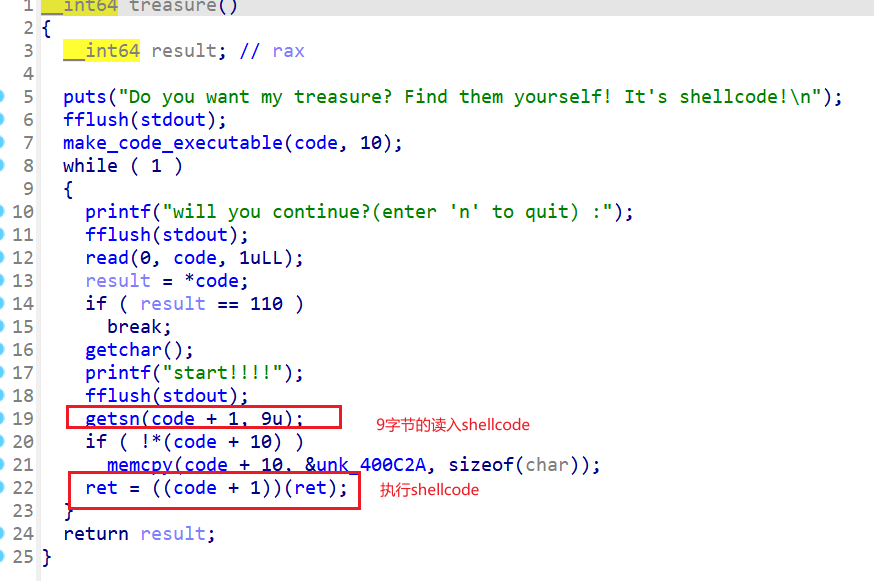 1 __int64 treasure()
2 {
3 __int64 result; // rax
4
5 puts("Do you want my treasure? Find them yourself! It's shellcode!\n");
6 fflush(stdout);
7 make_code_executable(code, 10);
8 while ( 1 )
9 {
10 printf("will you continue?(enter 'n' to quit) :");
11 fflush(stdout);
12 read(0, code, 1uLL);
13 result = *code;
14 if ( result == 110 )
15 break;
16 getchar();
17 printf("start!!!!");
18 fflush(stdout);
19 getsn(code + 1, 9u); 9字节的读入shellcode
20 if ( !*(code + 10) )
21 memcpy(code + 10, &unk_400C2A, sizeof(char));
22 ret = ((code + 1))(ret); 执行shellcode
23 }
24 return result;
25 }